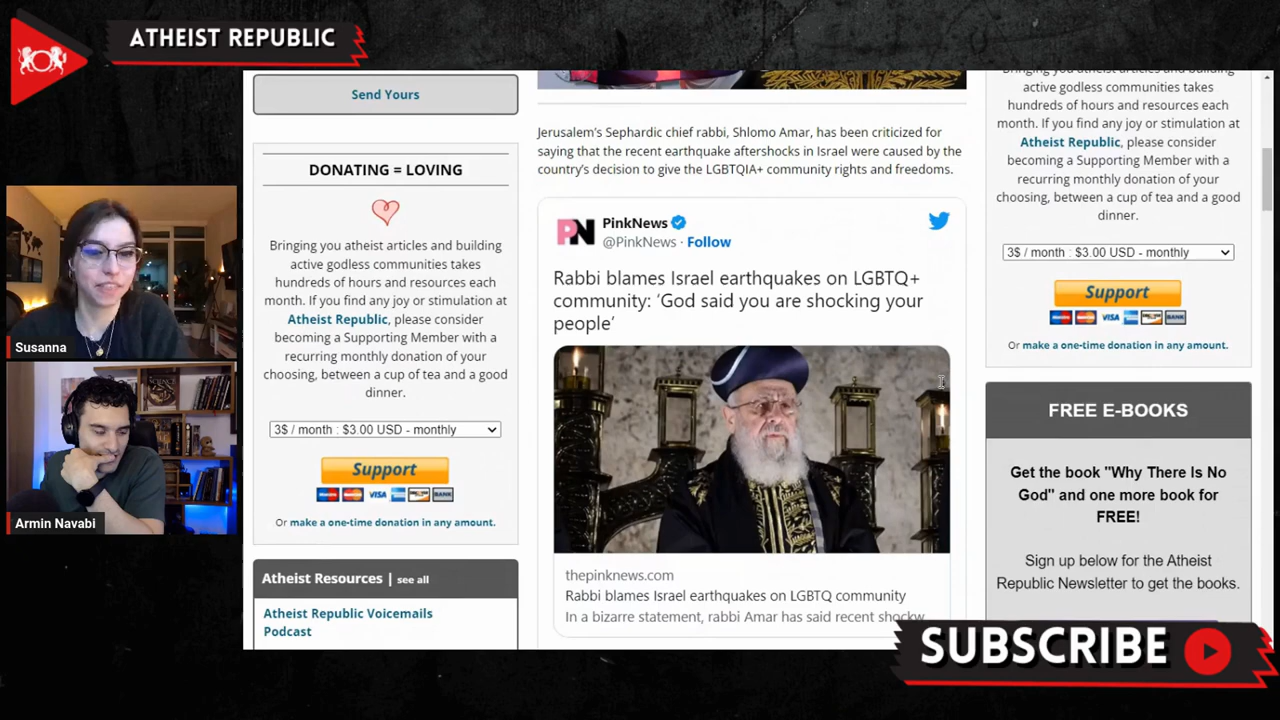 ATHEIST REPUBLIC
Susanna
Armin Navabi
Send Yours
DONATING = LOVING
Bringing you atheist articles and building
active godless communities takes
hundreds of hours and resources each
month. If you find any joy or stimulation at
Atheist Republic, please consider
becoming a Supporting Member with a
recurring monthly donation of your
choosing, between a cup of tea and a good
dinner.
3$ / month : $3.00 USD - monthly
Support
VISA
BANK
Or make a one-time donation in any amount.
Atheist Resources | see all
Atheist Republic Voicemails
Podcast
Jerusalem's Sephardic chief rabbi, Shlomo Amar, has been criticized for
saying that the recent earthquake aftershocks in Israel were caused by the
country's decision to give the LGBTQIA+ community rights and freedoms.
PN
PinkNews
@PinkNews · Follow
Rabbi blames Israel earthquakes on LGBTQ+
community: 'God said you are shocking your
people'
thepinknews.com
Rabbi blames Israel earthquakes on LGBTQ community
In a bizarre statement, rabbi Amar has said recent shockw
Bringing you atheist articles and building
active godless communities takes
hundreds of hours and resources each
month. If you find any joy or stimulation at
Atheist Republic, please consider
becoming a Supporting Member with a
recurring monthly donation of your
choosing, between a cup of tea and a good
dinner.
3$ / month : $3.00 USD - monthly
Support
VISA
BANK
Or make a one-time donation in any amount.
FREE E-BOOKS
Get the book "Why There Is No
God" and one more book for
FREE!
Sign up below for the Atheist
Republic Newsletter to get the books.
SUBSCRIBE